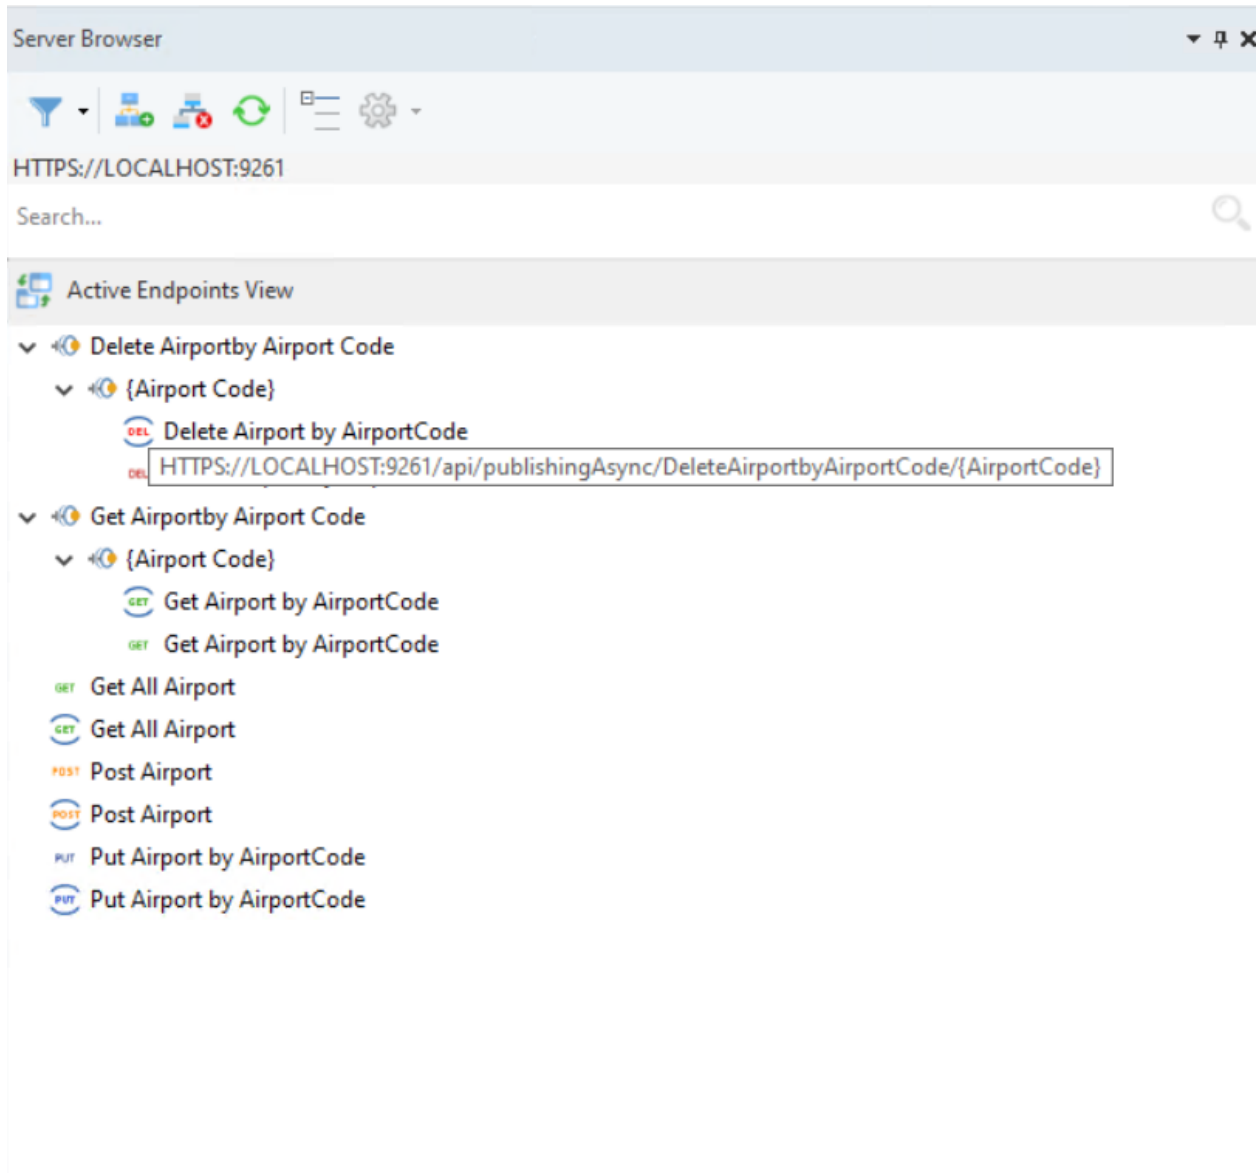 Server Browser
HTTPS://LOCALHOST:9261
Search...
Active Endpoints View
Delete Airportby Airport Code
{Airport Code}
DEL Delete Airport by AirportCode
DEL
HTTPS://LOCALHOST:9261/api/publishingAsync/DeleteAirportbyAirportCode/{AirportCode}
Get Airportby Airport Code
{Airport Code}
GET Get Airport by AirportCode
GET Get Airport by AirportCode
GET Get All Airport
GET Get All Airport
POST Post Airport
POST Post Airport
PUT Put Airport by AirportCode
PUT Put Airport by AirportCode